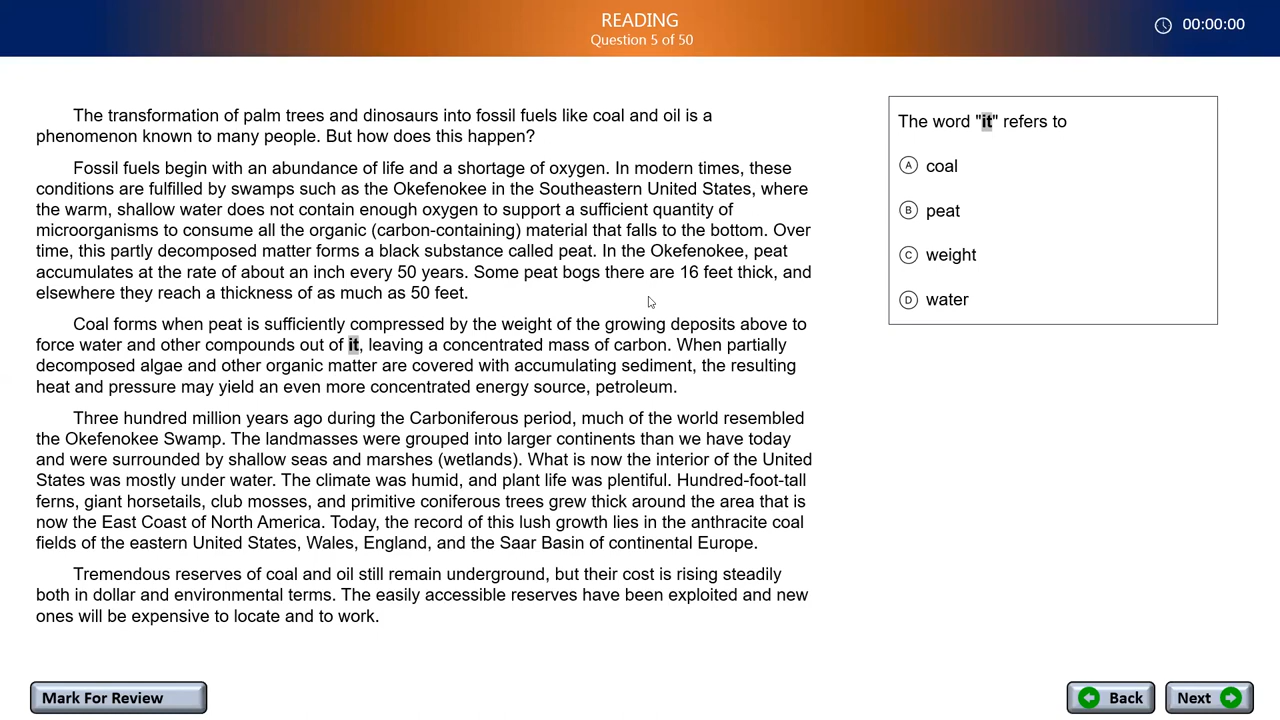 READING
Question 5 of 50
00:00:00
The transformation of palm trees and dinosaurs into fossil fuels like coal and oil is a
phenomenon known to many people. But how does this happen?
Fossil fuels begin with an abundance of life and a shortage of oxygen. In modern times, these
conditions are fulfilled by swamps such as the Okefenokee in the Southeastern United States, where
the warm, shallow water does not contain enough oxygen to support a sufficient quantity of
microorganisms to consume all the organic (carbon-containing) material that falls to the bottom. Over
time, this partly decomposed matter forms a black substance called peat. In the Okefenokee, peat
accumulates at the rate of about an inch every 50 years. Some peat bogs there are 16 feet thick, and
elsewhere they reach a thickness of as much as 50 feet.
Coal forms when peat is sufficiently compressed by the weight of the growing deposits above to
force water and other compounds out of it, leaving a concentrated mass of carbon. When partially
decomposed algae and other organic matter are covered with accumulating sediment, the resulting
heat and pressure may yield an even more concentrated energy source, petroleum.
Three hundred million years ago during the Carboniferous period, much of the world resembled
the Okefenokee Swamp. The landmasses were grouped into larger continents than we have today
and were surrounded by shallow seas and marshes (wetlands). What is now the interior of the United
States was mostly under water. The climate was humid, and plant life was plentiful. Hundred-foot-tall
ferns, giant horsetails, club mosses, and primitive coniferous trees grew thick around the area that is
now the East Coast of North America. Today, the record of this lush growth lies in the anthracite coal
fields of the eastern United States, Wales, England, and the Saar Basin of continental Europe.
Tremendous reserves of coal and oil still remain underground, but their cost is rising steadily
both in dollar and environmental terms. The easily accessible reserves have been exploited and new
ones will be expensive to locate and to work.
The word "it" refers to
A coal
B peat
C weight
D water
Mark For Review
Back
Next